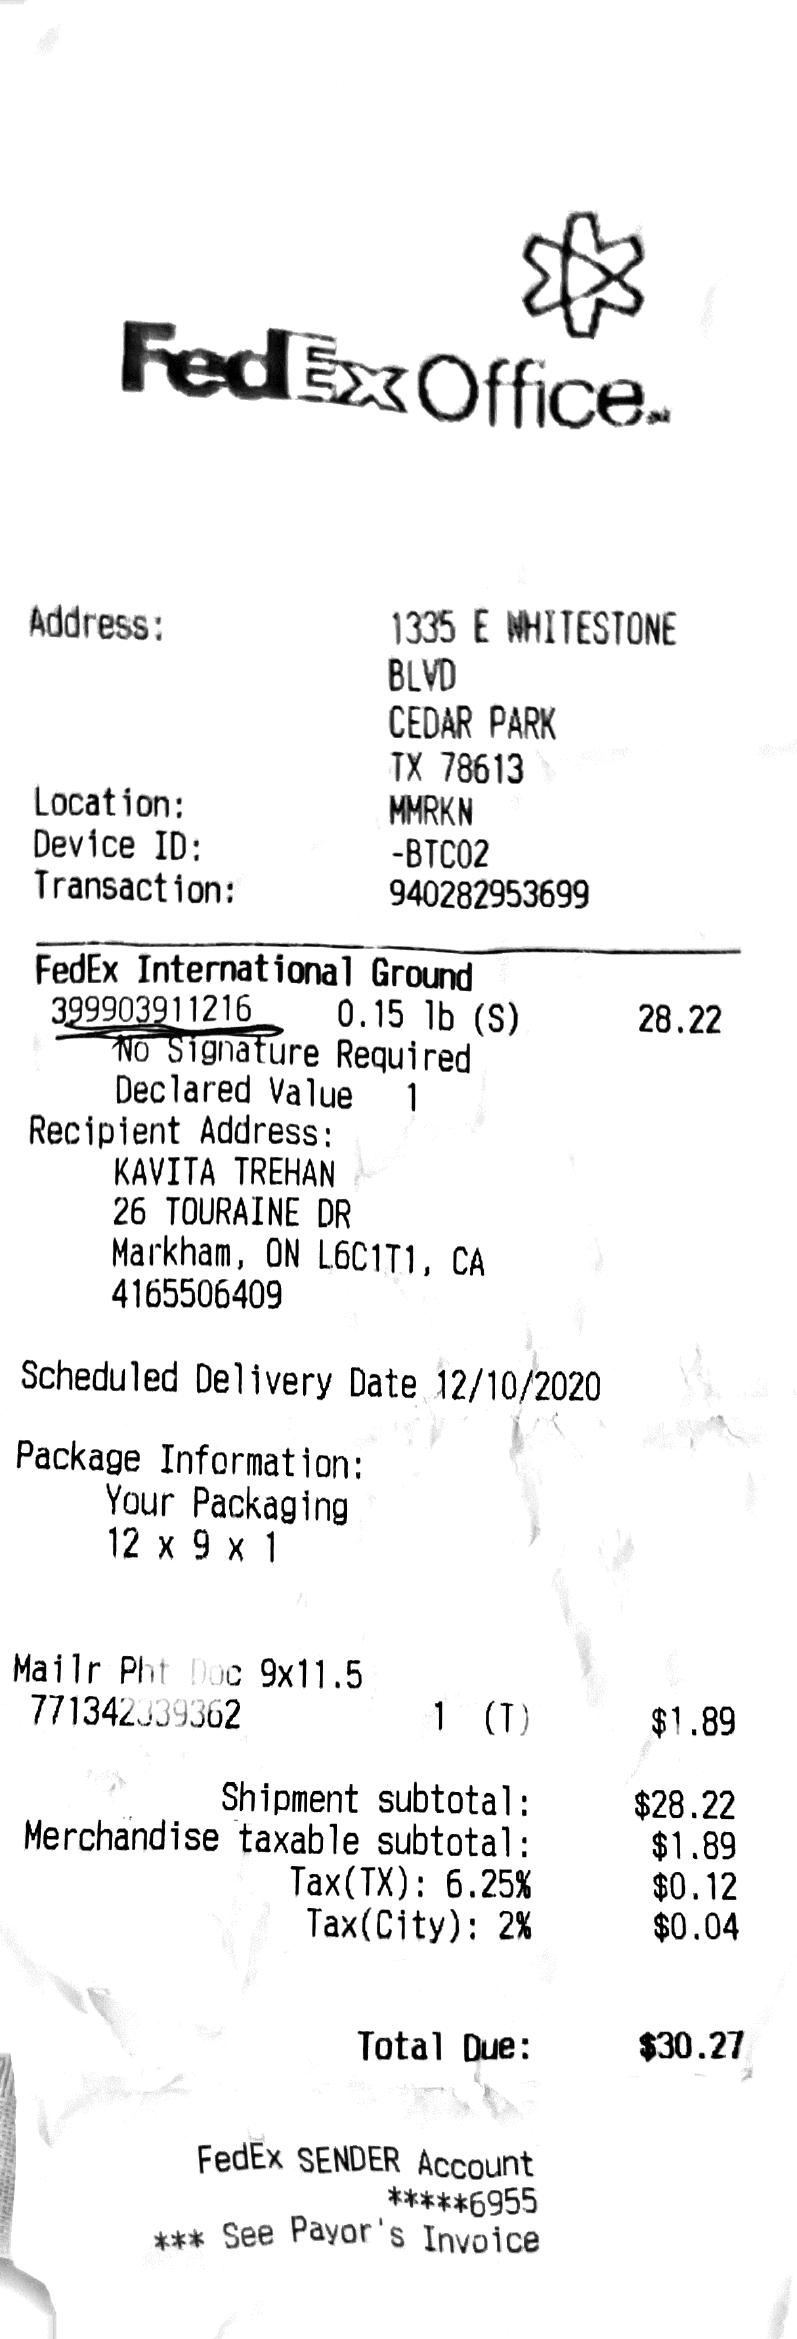 FedEx Office
Address: 1335 E WHITESTONE
BLVD
CEDAR PARK
TX 78613
Location: MMRKN
Device ID: -BTC02
Transaction: 940282953699
FedEx International Ground
399903911216 0.15 lb (S) 28.22
No Signature Required
Declared Value 1
Recipient Address:
KAVITA TREHAN
26 TOURAINE DR
Markham, ON L6C1T1, CA
4165506409
Scheduled Delivery Date 12/10/2020
Package Information:
Your Packaging
12 x 9 x 1
Mailr Pht Doc 9x11.5
1 (T) $1.89
Shipment subtotal: $28.22
Merchandise taxable subtotal: $1.89
Tax(TX): 6.25% $0.12
Tax(City): 2% $0.04
Total Due: $30.27
FedEx SENDER Account
*****6955
*** See Payor's Invoice